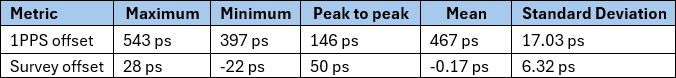 Metric Maximum Minimum Peak to peak Mean Standard Deviation
1PPS offset 543 ps 397 ps 146 ps 467 ps 17.03 ps
Survey offset 28 ps -22 ps 50 ps -0.17 ps 6.32 ps